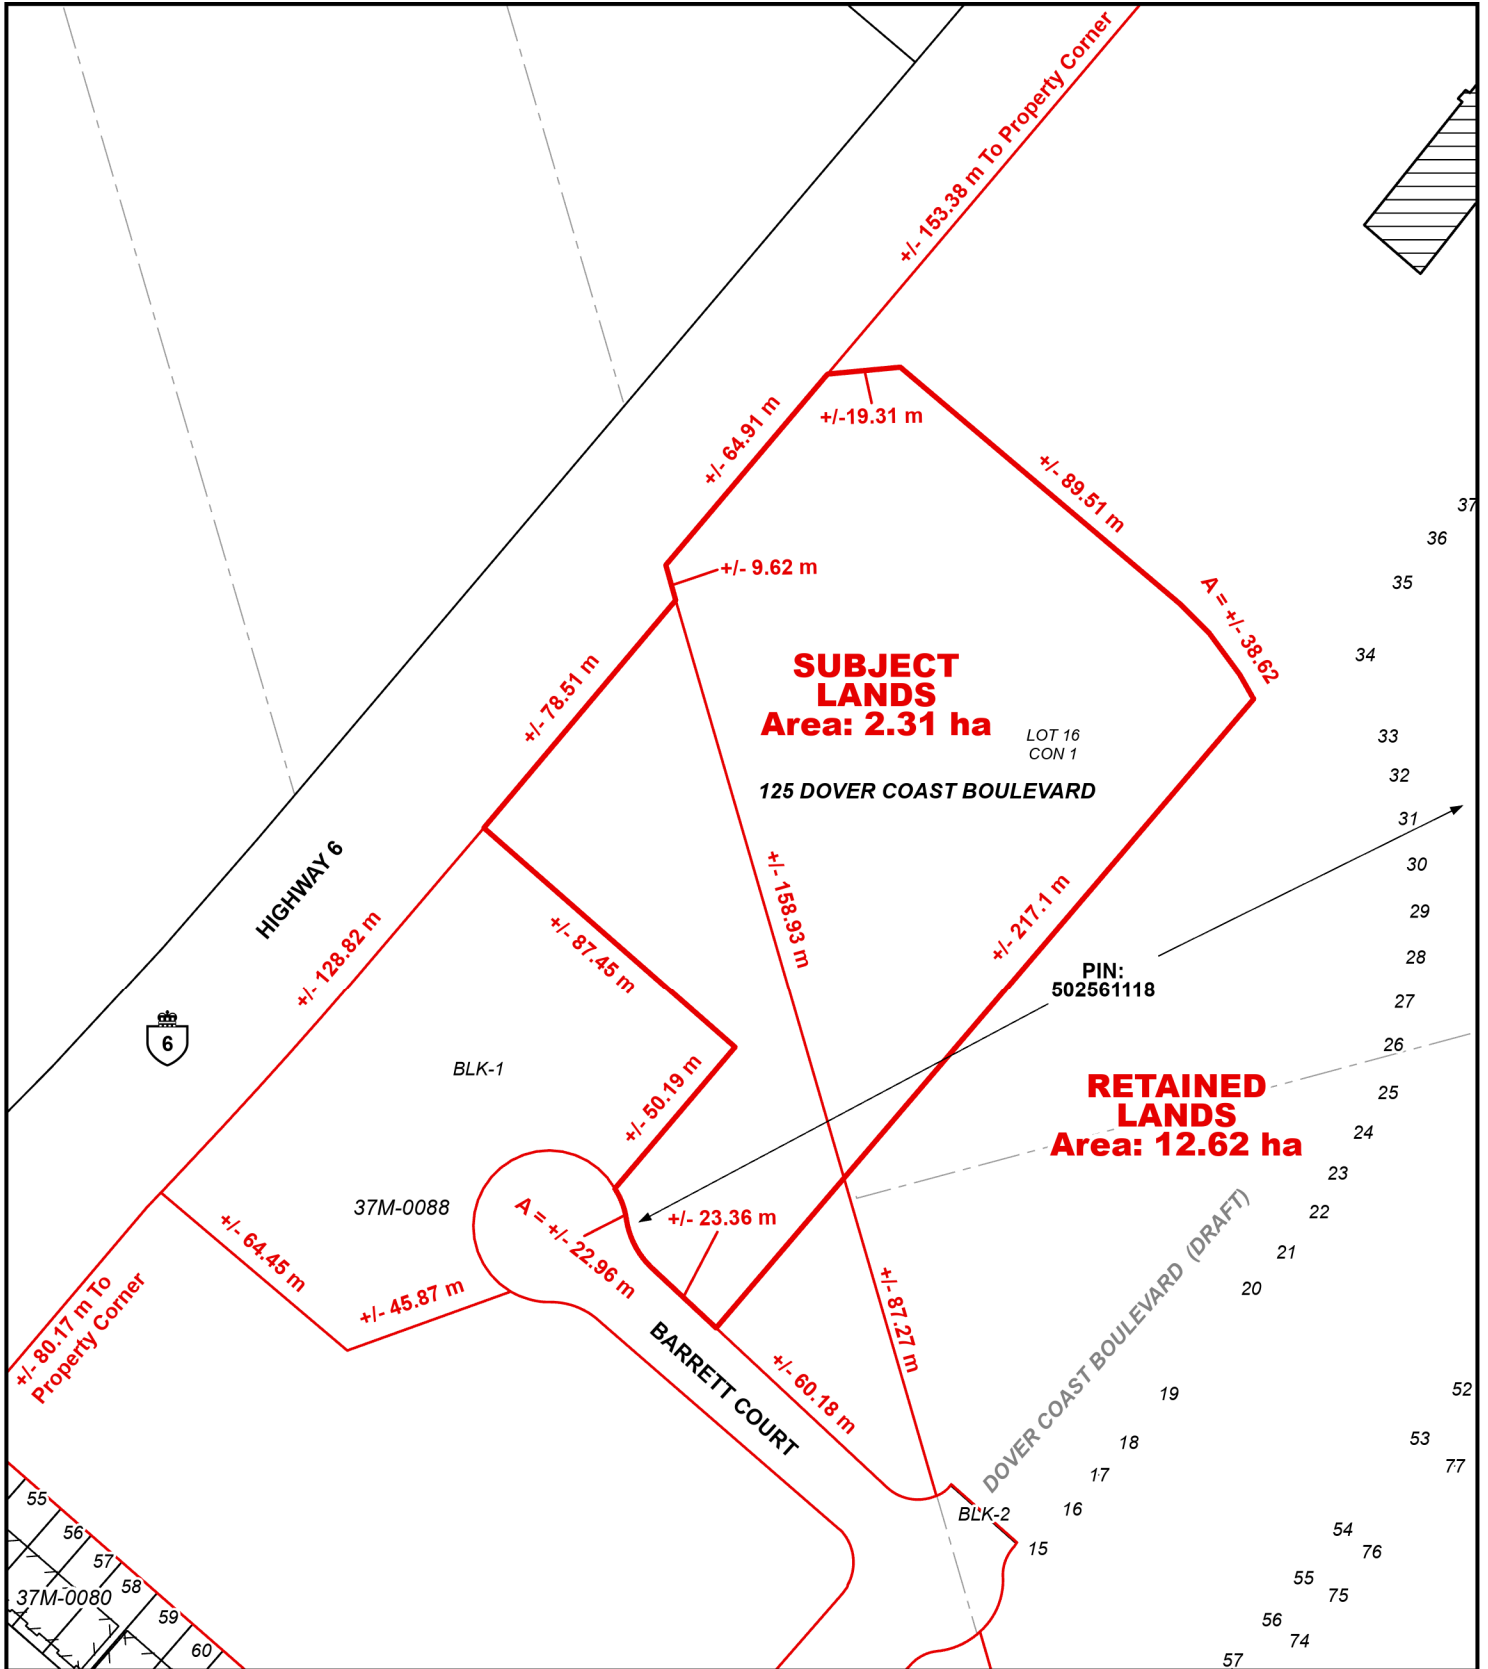 +/- 153.38 m To Property Corner
+/-19.31 m
+/- 64.91 m
+/- 89.51 m
37
36
+/- 9.62 m
A = +/- 38.62
35
+/- 78.51 m
SUBJECT
LANDS
Area: 2.31 ha
34
LOT 16
CON 1
33
125 DOVER COAST BOULEVARD
32
31
HIGHWAY 6
+/- 158.93 m
30
+/- 217.1 m
29
+/- 128.82 m
+/- 87.45 m
28
PIN:
502561118
27
6
26
BLK-1
+/- 50.19 m
RETAINED
LANDS
Area: 12.62 ha
25
24
23
37M-0088
A = +/- 22.96 m
+/- 23.36 m
22
+/- 64.45 m
21
DOVER COAST BOULEVARD (DRAFT)
20
+/- 45.87 m
+/- 87.27 m
+/- 80.17 m To
Property Corner
BARRETT COURT
+/- 60.18 m
19
52
18
53
17
77
55
16
BLK-2
56
15
54
76
57
58
37M-0080
55
75
59
56
60
74
57